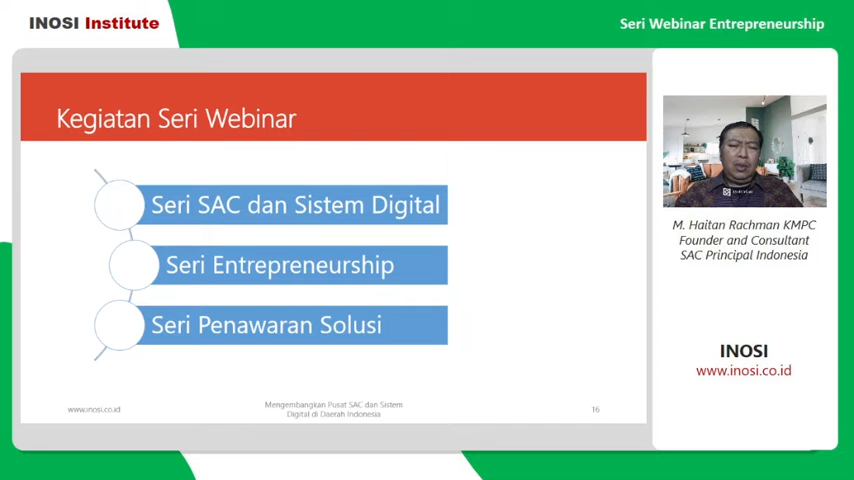 INOSI Institute
Seri Webinar Entrepreneurship
Kegiatan Seri Webinar
Seri SAC dan Sistem Digital
Seri Entrepreneurship
Seri Penawaran Solusi
www.inosi.co.id
Mengembangkan Pusat SAC dan Sistem
Digital di Daerah Indonesia
16
M. Haitan Rachman KMPC
Founder and Consultant
SAC Principal Indonesia
INOSI
www.inosi.co.id